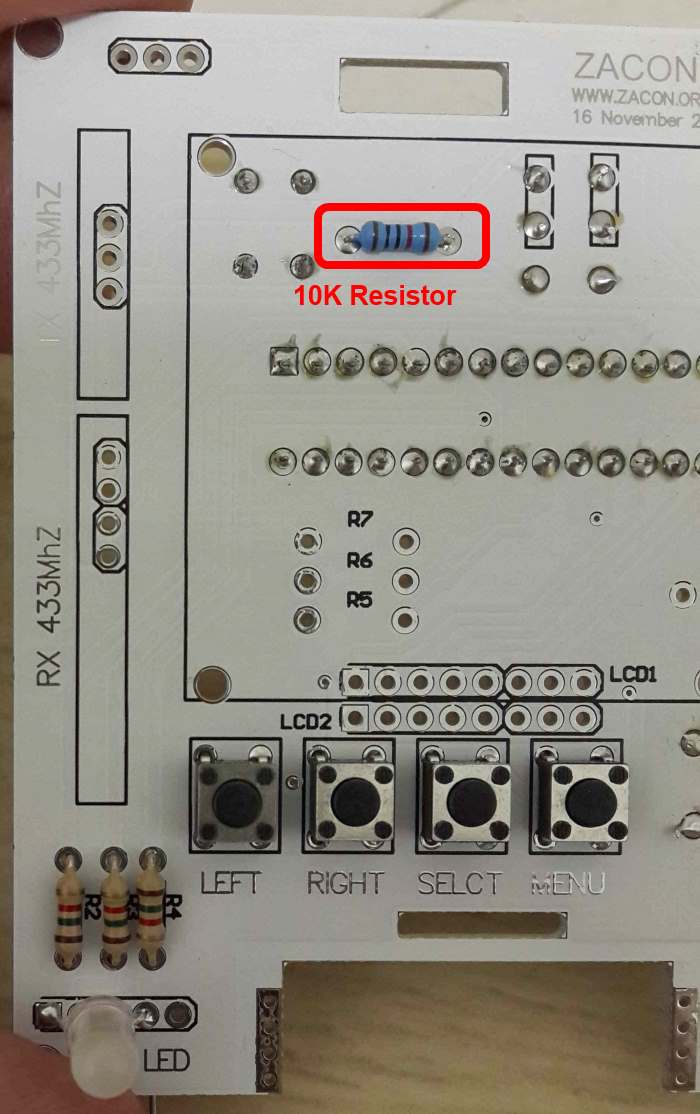 ZACON
WWW.ZACON.OR
16 November 2
TX 433MHZ
10K Resistor
RX 433MHZ
R7
R6
R5
LCD1
LCD2
LEFT
RIGHT
SELCT
MENU
R2
R3
R4
LED